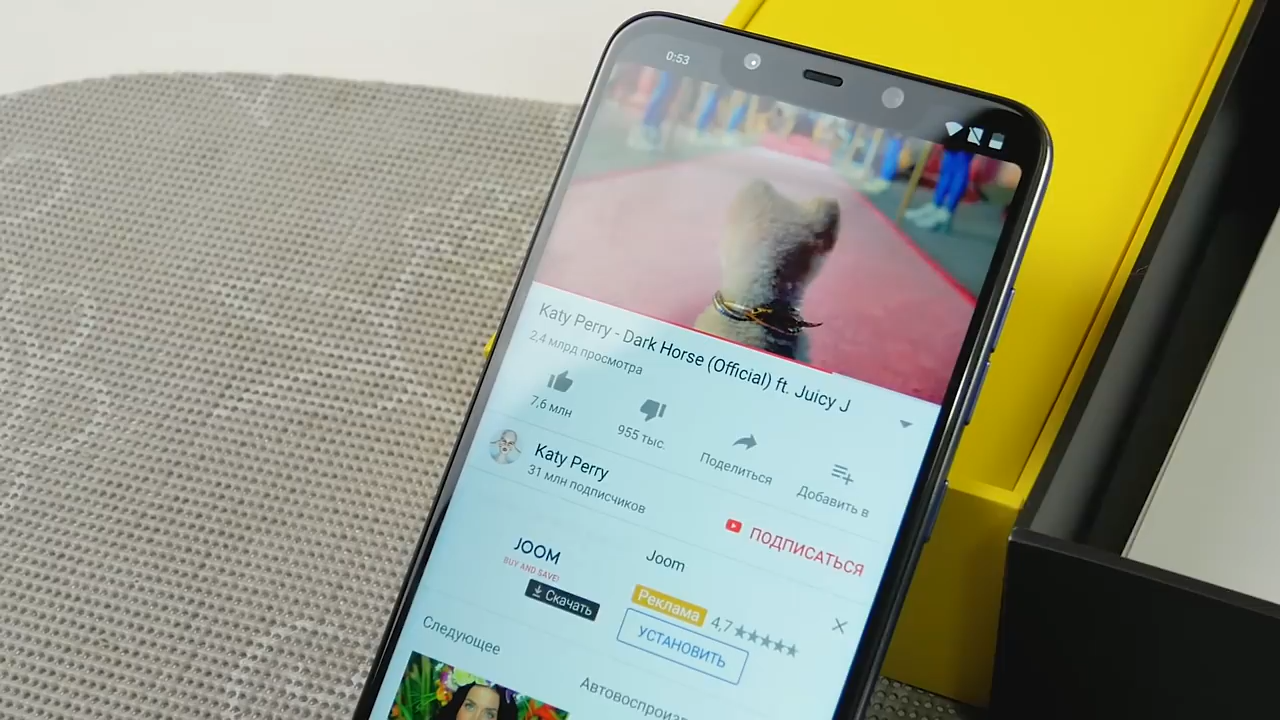 0:53
Katy Perry - Dark Horse (Official) ft. Juicy J
2,4 млрд просмотра
7,6 млн
955 тыс.
Поделиться
Добавить в
Katy Perry
31 млн подписчиков
ПОДПИСАТЬСЯ
JOOM
BUY AND SAVE!
Скачать
Joom
Реклама 4,7
УСТАНОВИТЬ
Следующее